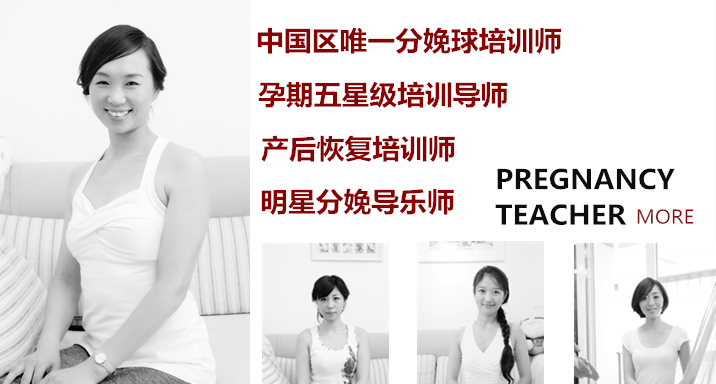 中国区唯一分娩球培训师
孕期五星级培训导师
产后恢复培训师
明星分娩导乐师
PREGNANCY
TEACHER MORE